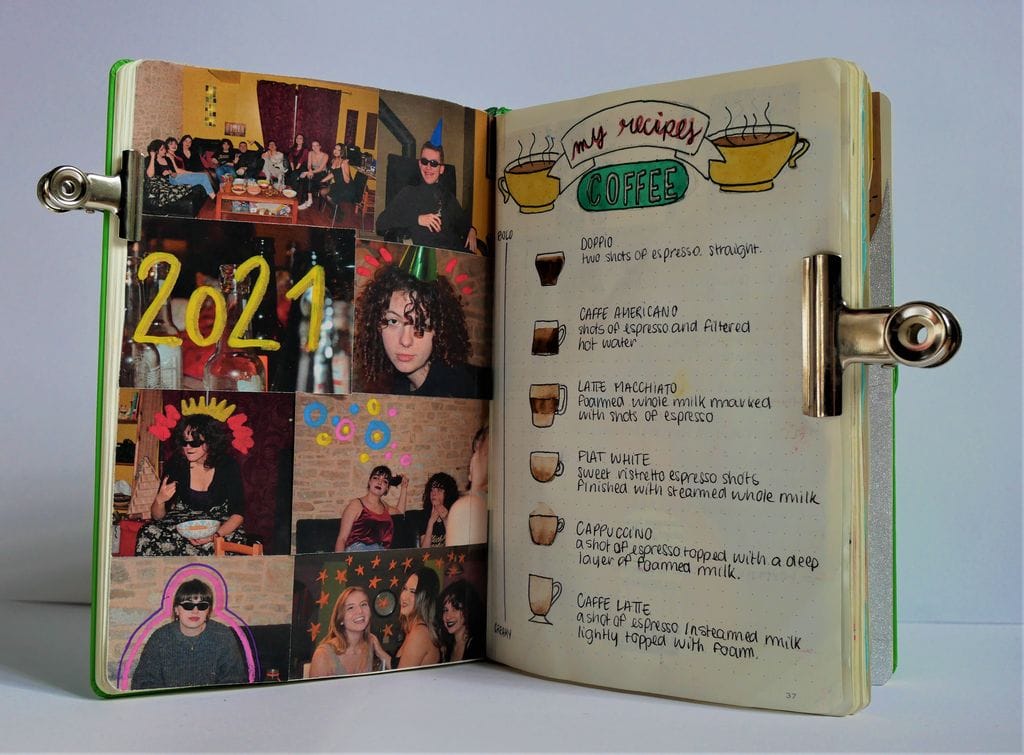 2021
my recipes
COFFEE
BOLD
DOPPIO
two shots of espresso. straight.
CAFFE AMERICANO
shots of espresso and filtered
hot water
LATTE MACCHIATO
foamed whole milk marked
with shots of espresso
FLAT WHITE
sweet ristretto espresso shots
finished with steamed whole milk
CAPPUCCINO
a shot of espresso topped with a deep
layer of foamed milk.
CAFFE LATTE
a shot of espresso in steamed milk
lightly topped with foam.
CREAMY
37